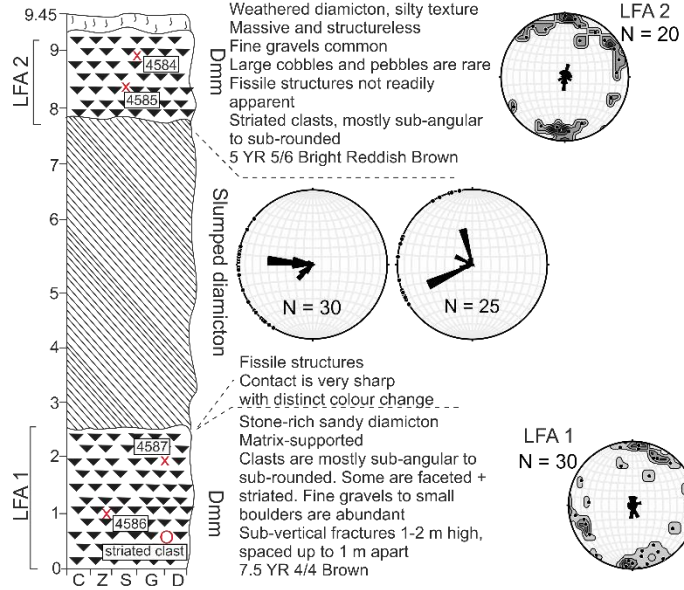 9.45
9
8
7
6
5
4
3
2
1
0
C Z S G D
LFA 2
LFA 1
4584
4585
4587
4586
striated clast
Dmm
Slumped diamicton
Dmm
Weathered diamicton, silty texture
Massive and structureless
Fine gravels common
Large cobbles and pebbles are rare
Fissile structures not readily
apparent
Striated clasts, mostly sub-angular
to sub-rounded
5 YR 5/6 Bright Reddish Brown
LFA 2
N = 20
N = 30
N = 25
Fissile structures
Contact is very sharp
with distinct colour change
Stone-rich sandy diamicton
Matrix-supported
Clasts are mostly sub-angular to
sub-rounded. Some are faceted +
striated. Fine gravels to small
boulders are abundant
Sub-vertical fractures 1-2 m high,
spaced up to 1 m apart
7.5 YR 4/4 Brown
LFA 1
N = 30